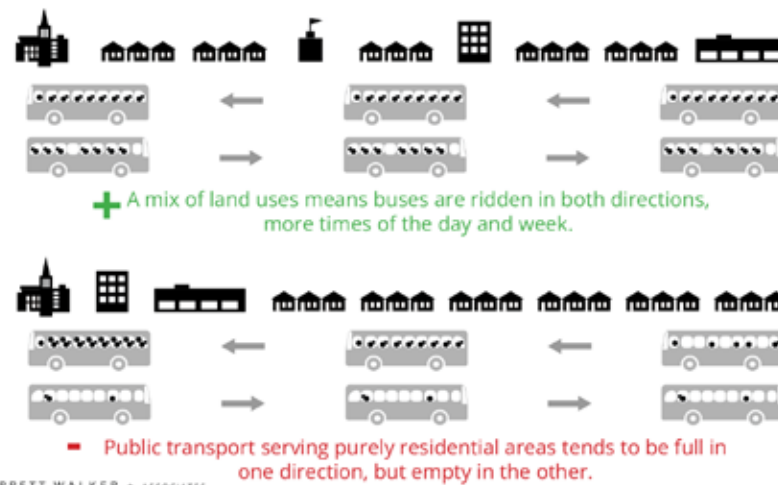 + A mix of land uses means buses are ridden in both directions,
more times of the day and week.
- Public transport serving purely residential areas tends to be full in
one direction, but empty in the other.
WALKER